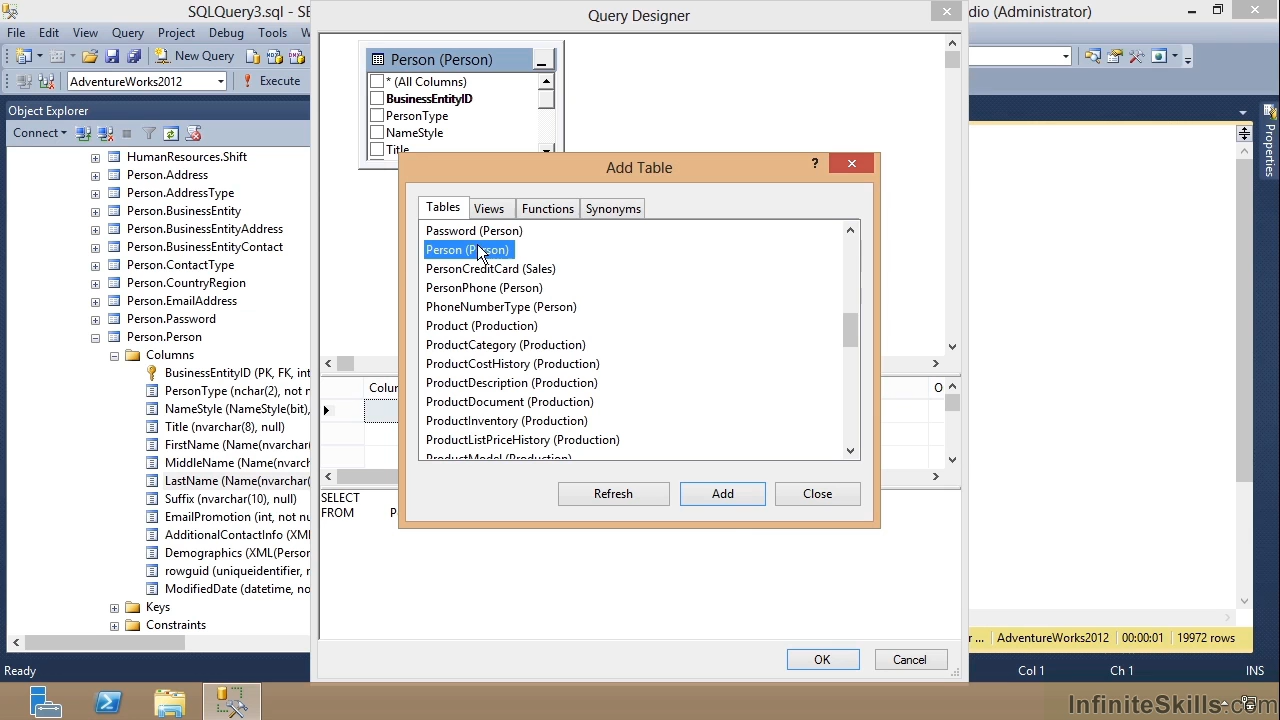 SQLQuery3.sql - SE
Query Designer
dio (Administrator)
File Edit View Query Project Debug Tools W
New Query
AdventureWorks2012
Execute
Object Explorer
Connect
HumanResources.Shift
Person.Address
Person.AddressType
Person.BusinessEntity
Person.BusinessEntityAddress
Person.BusinessEntityContact
Person.ContactType
Person.CountryRegion
Person.EmailAddress
Person.Password
Person.Person
Columns
BusinessEntityID (PK, FK, int
PersonType (nchar(2), not n
NameStyle (NameStyle(bit),
Title (nvarchar(8), null)
FirstName (Name(nvarchar
MiddleName (Name(nvarch
LastName (Name(nvarchar(
Suffix (nvarchar(10), null)
EmailPromotion (int, not nu
AdditionalContactInfo (XML
Demographics (XML(Person
rowguid (uniqueidentifier, n
ModifiedDate (datetime, no
Keys
Constraints
Person (Person)
* (All Columns)
BusinessEntityID
PersonType
NameStyle
Title
Add Table
?
Tables Views Functions Synonyms
Password (Person)
Person (Person)
PersonCreditCard (Sales)
PersonPhone (Person)
PhoneNumberType (Person)
Product (Production)
ProductCategory (Production)
ProductCostHistory (Production)
ProductDescription (Production)
ProductDocument (Production)
ProductInventory (Production)
ProductListPriceHistory (Production)
ProductModel (Production)
Refresh Add Close
Colum
O
SELECT
FROM P
OK Cancel
Properties
r ... AdventureWorks2012 00:00:01 19972 rows
Ready
Col 1 Ch 1 INS
InfiniteSkills.com